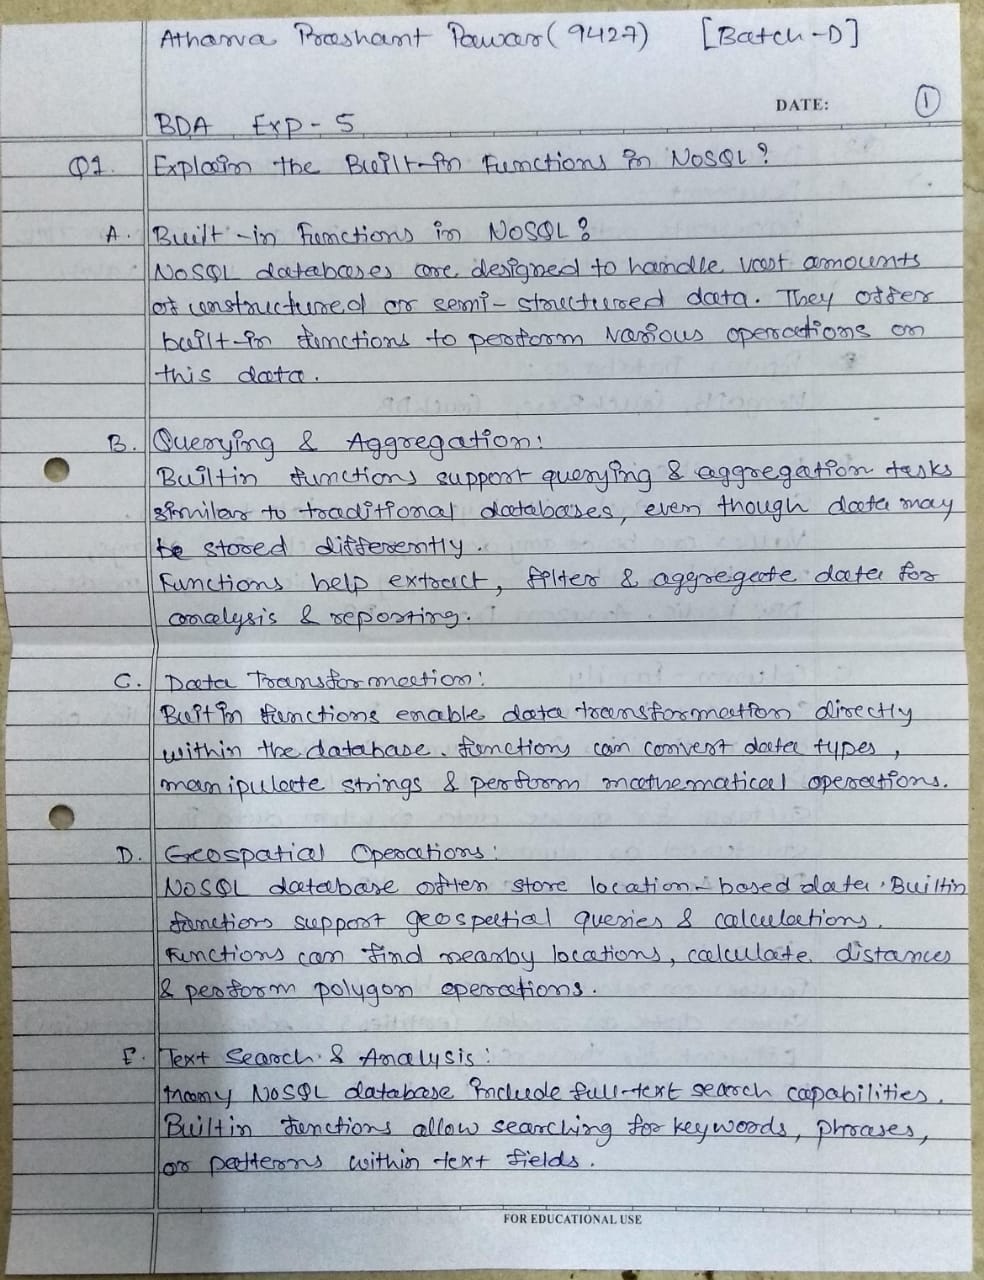 Atharva Prashant Pawar (9427) [Batch-D]
DATE: 1
BDA Exp - 5
Q1. Explain the Built-in Functions in NoSQL?
A. Built-in Functions in NoSQL?
NoSQL databases are designed to handle vast amounts
of unstructured or semi-structured data. They offer
built-in functions to perform various operations on
this data.
B. Querying & Aggregation:
Builtin functions support querying & aggregation tasks
similar to traditional databases, even though data may
be stored differently.
Functions help extract, filter & aggregate data for
analysis & reporting.
C. Data Transformation:
Builtin functions enable data transformation directly
within the database. functions can convert data types,
manipulate strings & perform mathematical operations.
D. Geospatial Operations:
NoSQL database often store location-based data. Builtin
functions support geospatial queries & calculations.
Functions can find nearby locations, calculate distances
& perform polygon operations.
E. Text Search & Analysis:
Many NoSQL database include full-text search capabilities.
Builtin functions allow searching for keywords, phrases,
or patterns within text fields.
FOR EDUCATIONAL USE